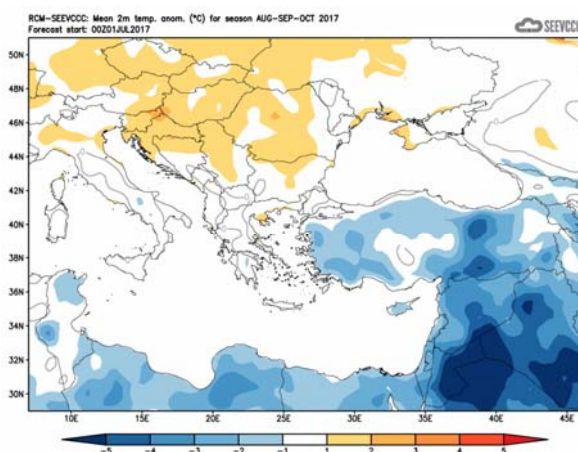 RCM-SEEVCCC: Mean 2m temp. anom. (°C) for season AUG-SEP-OCT 2017
Forecast start: 00Z01JUL2017
SEEVCCC
50N
48N
46N
44N
42N
40N
38N
36N
34N
32N
30N
10E 15E 20E 25E 30E 35E 40E 45E
-5 -4 -3 -2 -1 1 2 3 4 5